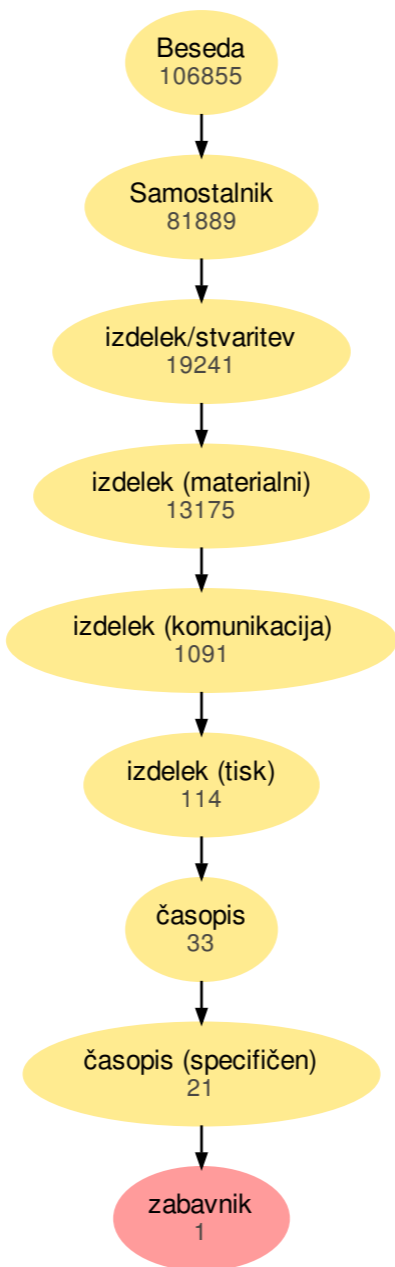 Beseda
106855
Samostalnik
81889
izdelek/stvaritev
19241
izdelek (materialni)
13175
izdelek (komunikacija)
1091
izdelek (tisk)
114
časopis
33
časopis (specifičen)
21
zabavnik
1